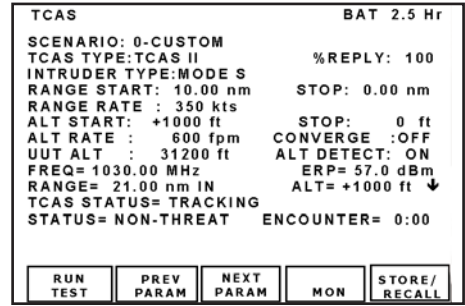 TCAS BAT 2.5 Hr
SCENARIO: 0-CUSTOM
TCAS TYPE:TCAS II %REPLY: 100
INTRUDER TYPE:MODE S
RANGE START: 10.00 nm STOP: 0.00 nm
RANGE RATE : 350 kts
ALT START: +1000 ft STOP: 0 ft
ALT RATE : 600 fpm CONVERGE :OFF
UUT ALT : 31200 ft ALT DETECT: ON
FREQ= 1030.00 MHz ERP= 57.0 dBm
RANGE= 21.00 nm IN ALT= +1000 ft ↓
TCAS STATUS= TRACKING
STATUS= NON-THREAT ENCOUNTER= 0:00
RUN TEST PREV PARAM NEXT PARAM MON STORE/ RECALL